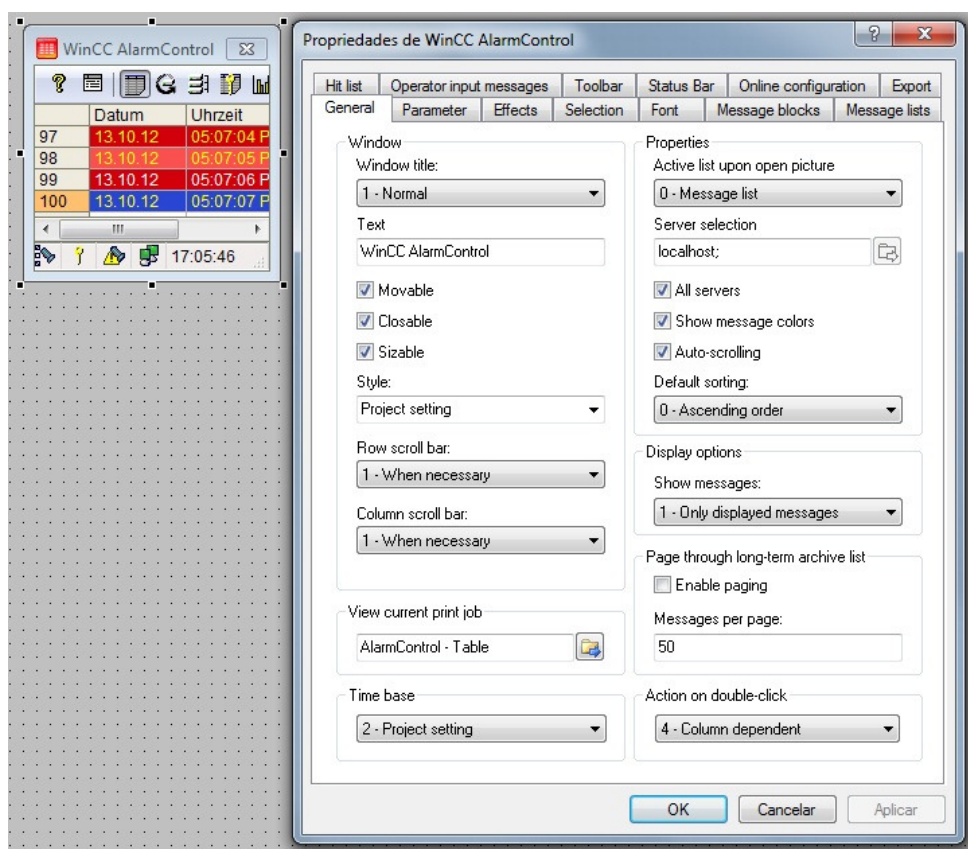 WinCC AlarmControl
Datum Uhrzeit
97 13.10.12 05:07:04 P
98 13.10.12 05:07:05 P
99 13.10.12 05:07:06 P
100 13.10.12 05:07:07 P
17:05:46
Propriedades de WinCC AlarmControl
Hit list Operator input messages Toolbar Status Bar Online configuration Export
General Parameter Effects Selection Font Message blocks Message lists
Window
Window title:
1 - Normal
Text
WinCC AlarmControl
Movable
Closable
Sizable
Style:
Project setting
Row scroll bar:
1 - When necessary
Column scroll bar:
1 - When necessary
View current print job
AlarmControl - Table
Time base
2 - Project setting
Properties
Active list upon open picture
0 - Message list
Server selection
localhost;
All servers
Show message colors
Auto-scrolling
Default sorting:
0 - Ascending order
Display options
Show messages:
1 - Only displayed messages
Page through long-term archive list
Enable paging
Messages per page:
50
Action on double-click
4 - Column dependent
OK Cancelar Aplicar